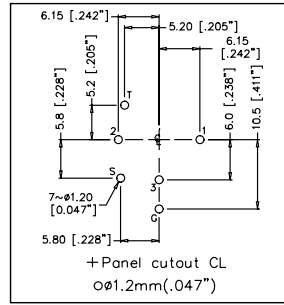 6.15 [.242"]
5.20 [.205"]
6.15
[.242"]
5.2 [.205"]
5.8 [.228"]
6.0 [.238"]
10.5 [.411"]
T
2
℄
1
S
3
G
7~ø1.20
[0.047"]
5.80 [.228"]
+Panel cutout CL
Oø1.2mm(.047")